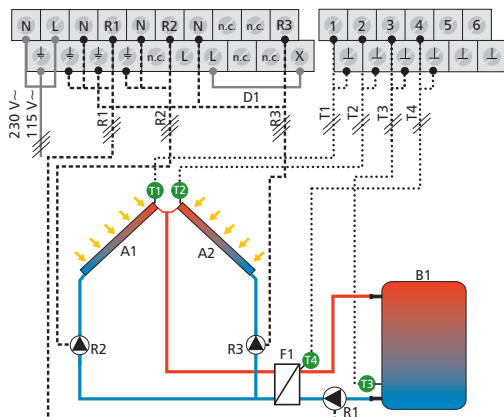 N L N R1 N R2 N n.c. n.c. R3
1 2 3 4 5 6
⏚ ⏚ ⏚ ⏚ n.c. L L n.c. n.c. X
⊥ ⊥ ⊥ ⊥ ⊥ ⊥
D1
230 V~
115 V~
R1
R2
R3
T1
T2
T3
T4
T1 T2
A1 A2
B1
R2
R3
F1
T4
T3
R1